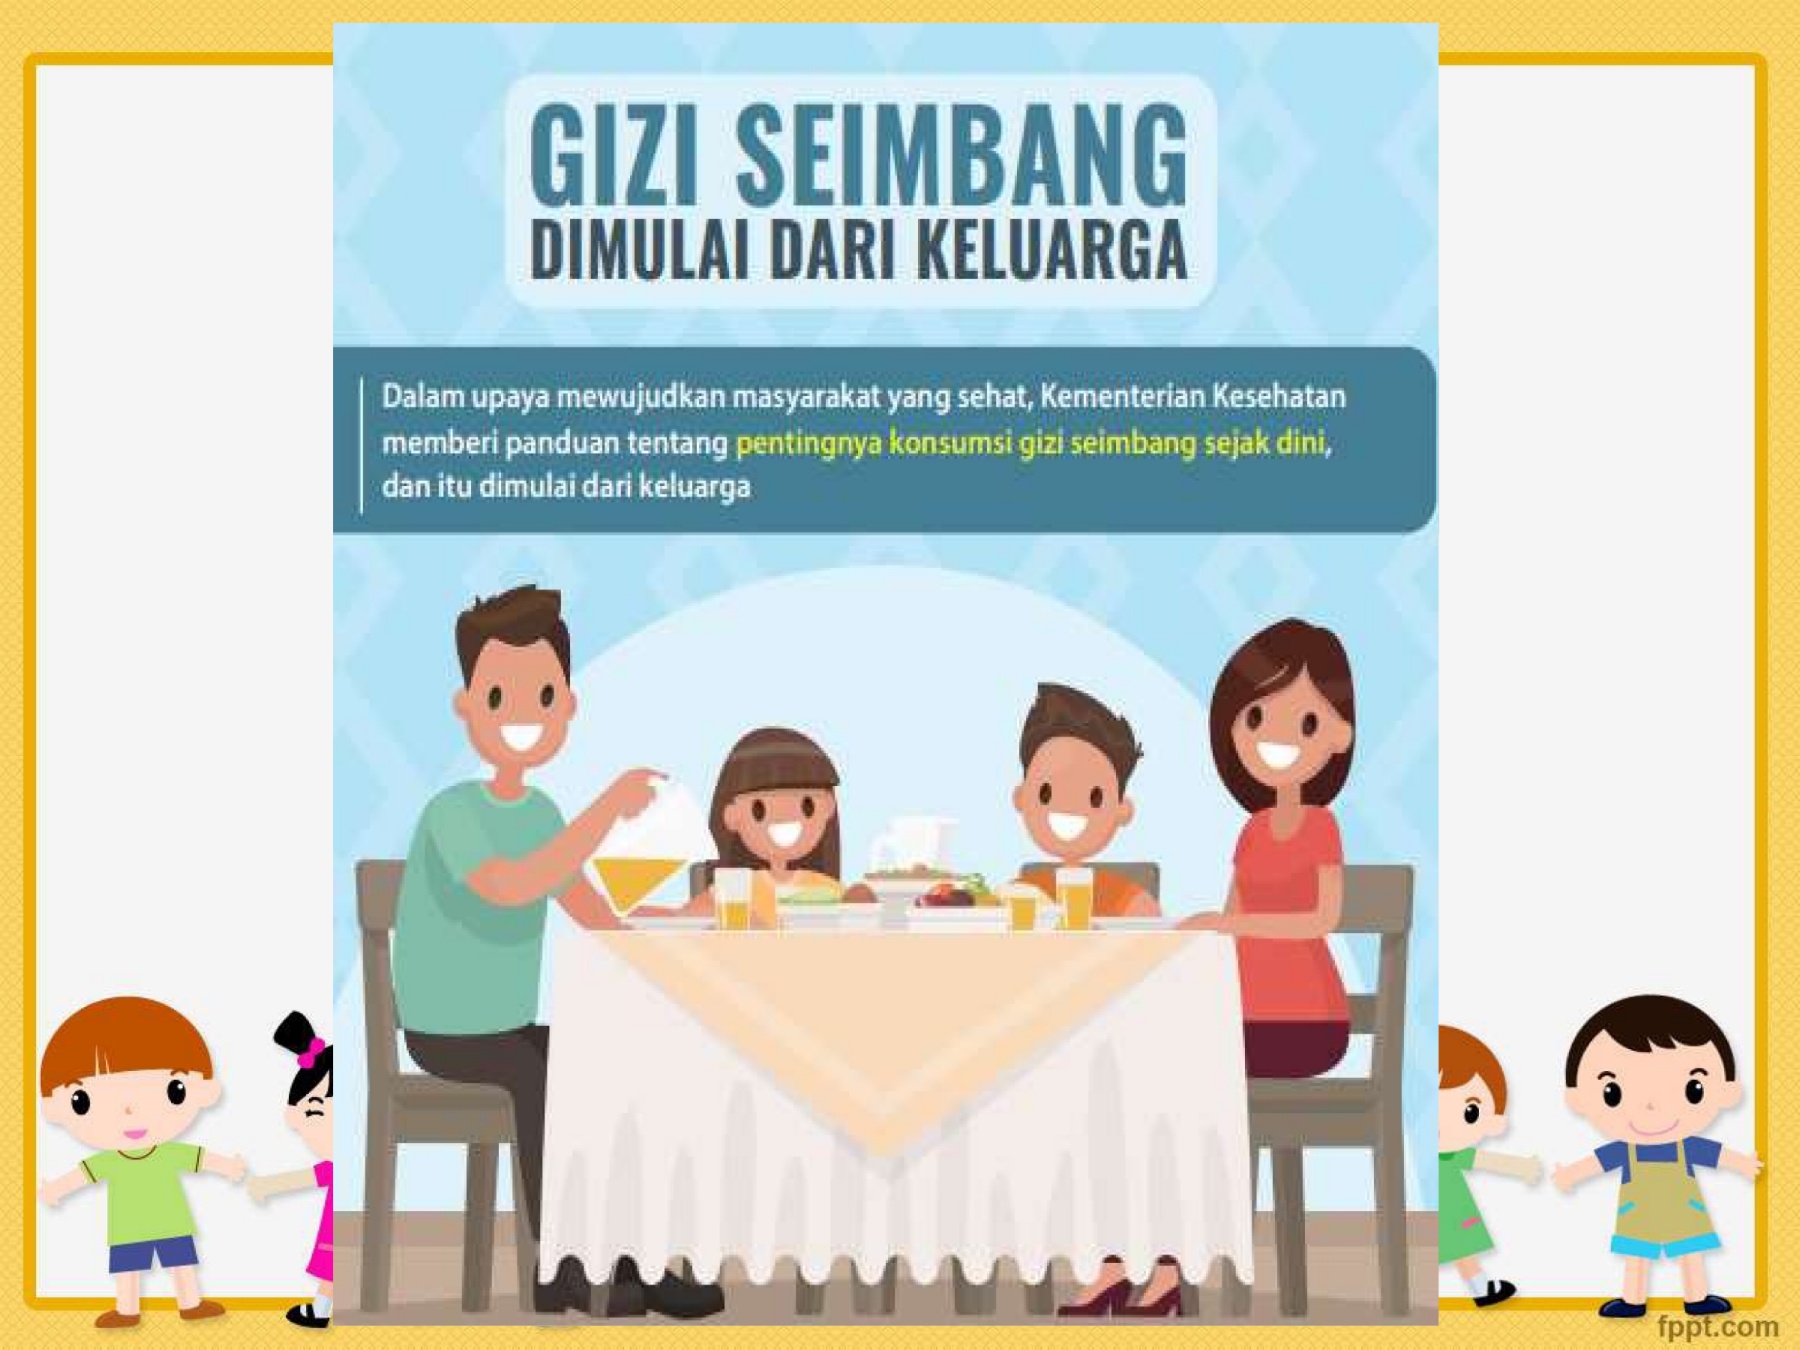 GIZI SEIMBANG
DIMULAI DARI KELUARGA
Dalam upaya mewujudkan masyarakat yang sehat, Kementerian Kesehatan
memberi panduan tentang pentingnya konsumsi gizi seimbang sejak dini,
dan itu dimulai dari keluarga
fppt.com